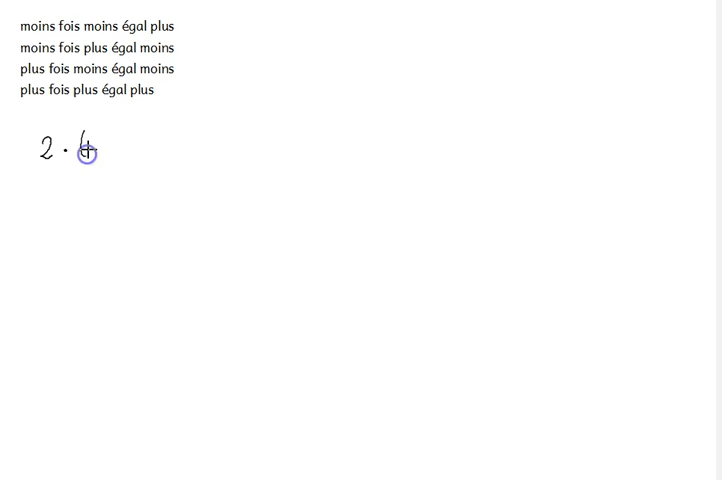 moins fois moins égal plus
moins fois plus égal moins
plus fois moins égal moins
plus fois plus égal plus
2 · 4